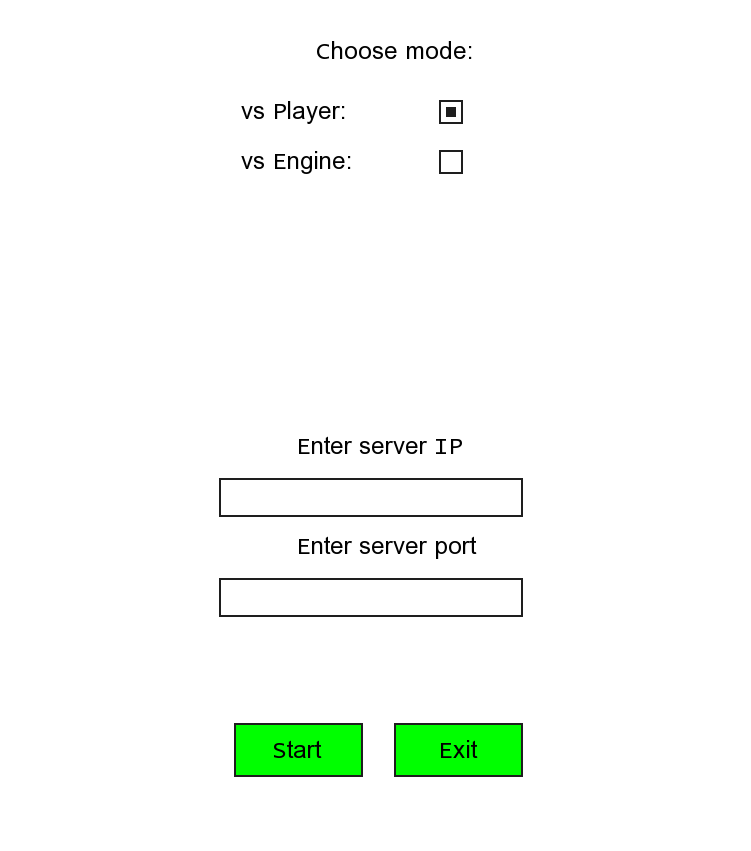 Choose mode:
vs Player:
vs Engine:
Enter server IP
Enter server port
Start
Exit